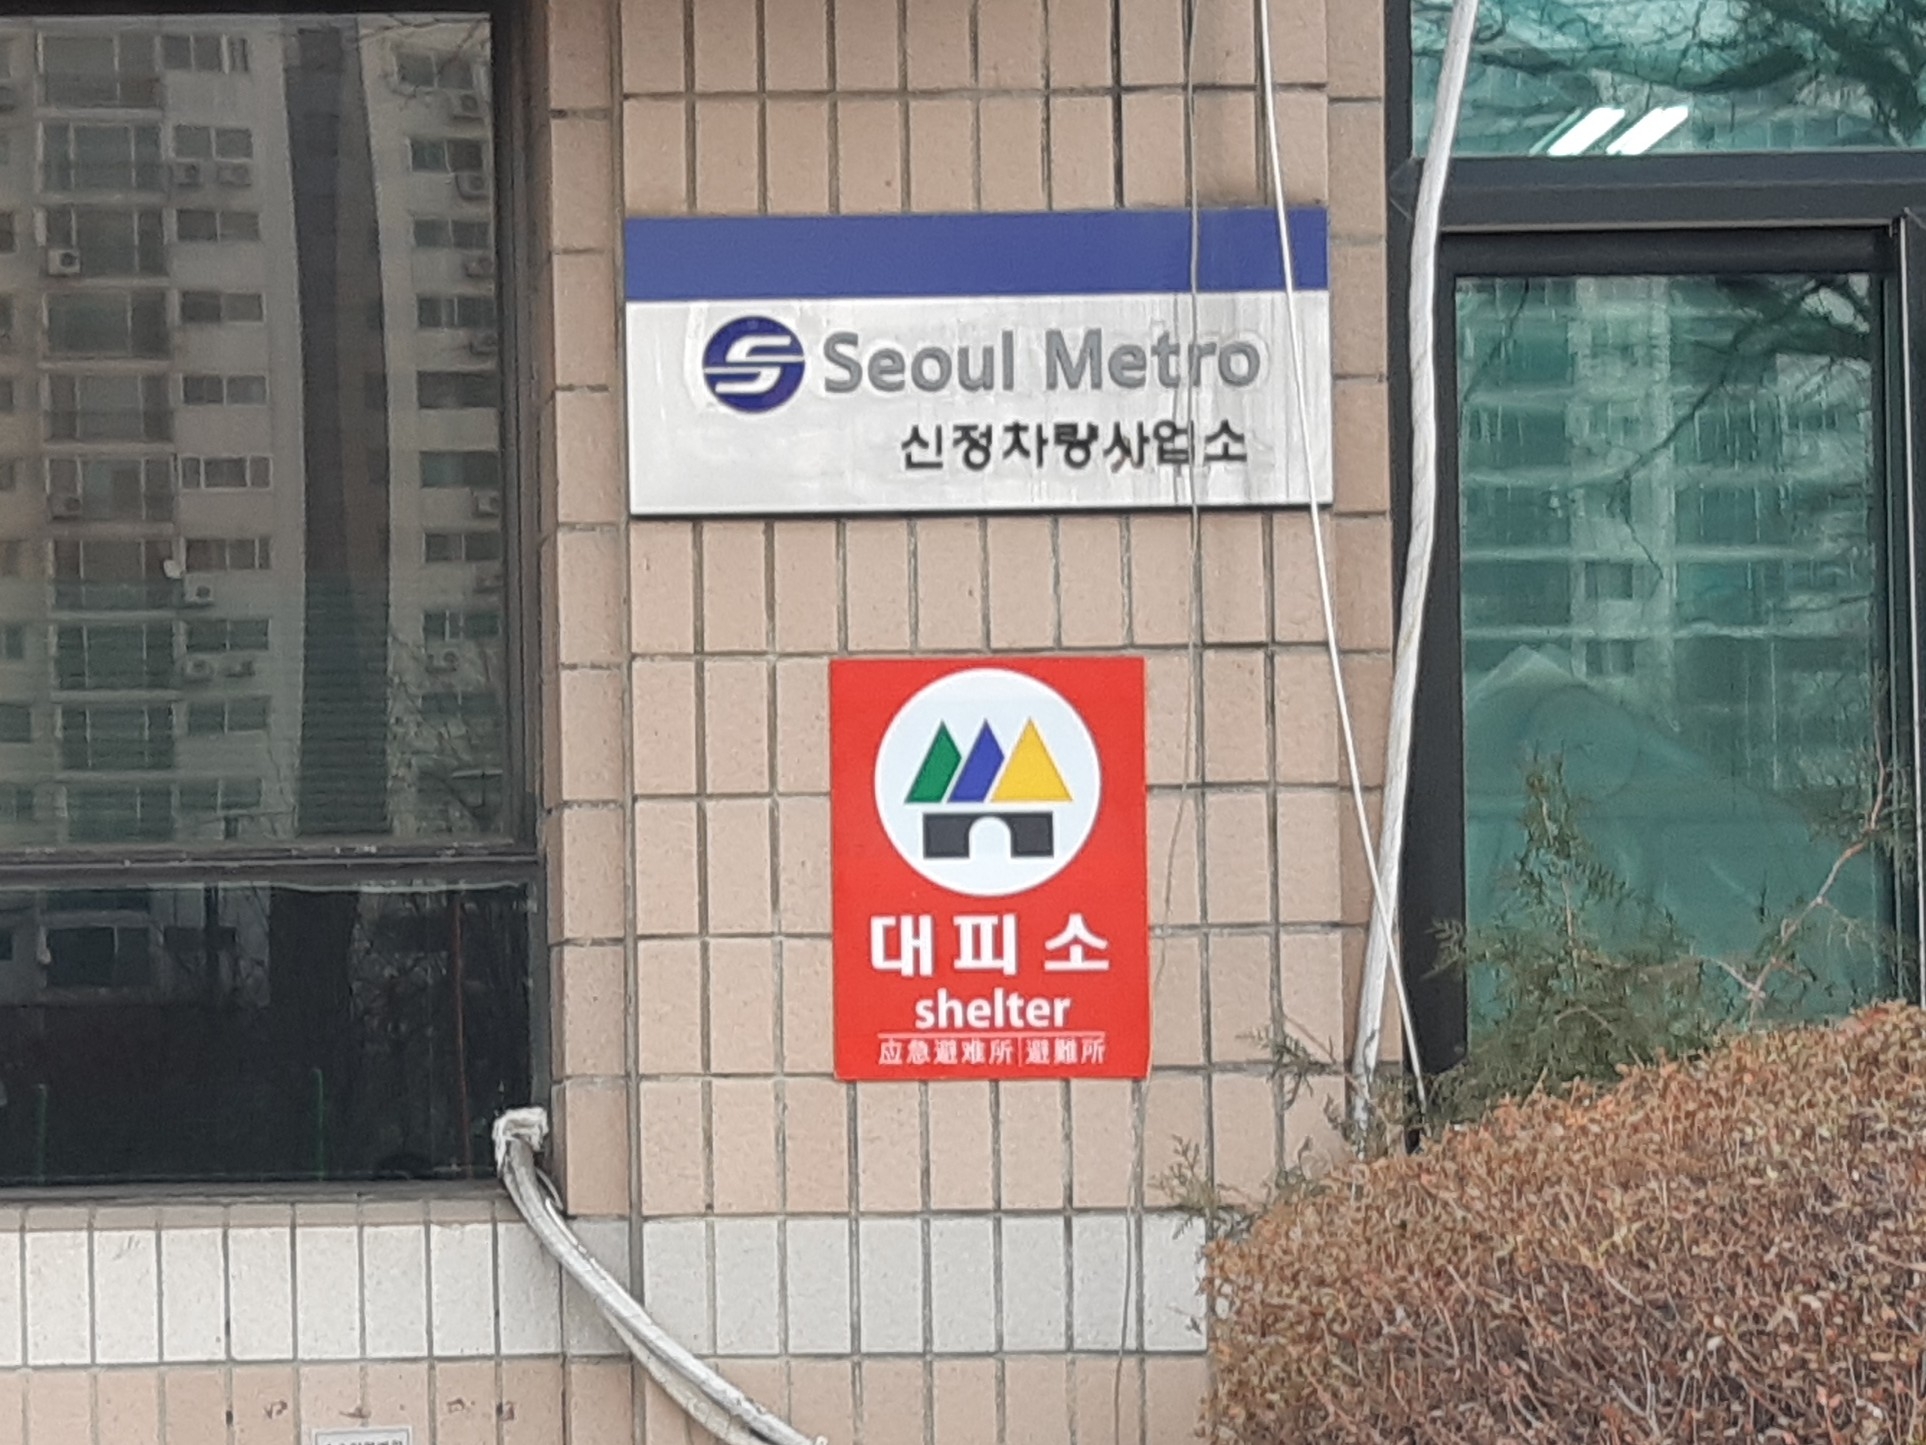 Seoul Metro
신정차량사업소
대피소
shelter
应急避难所|避難所